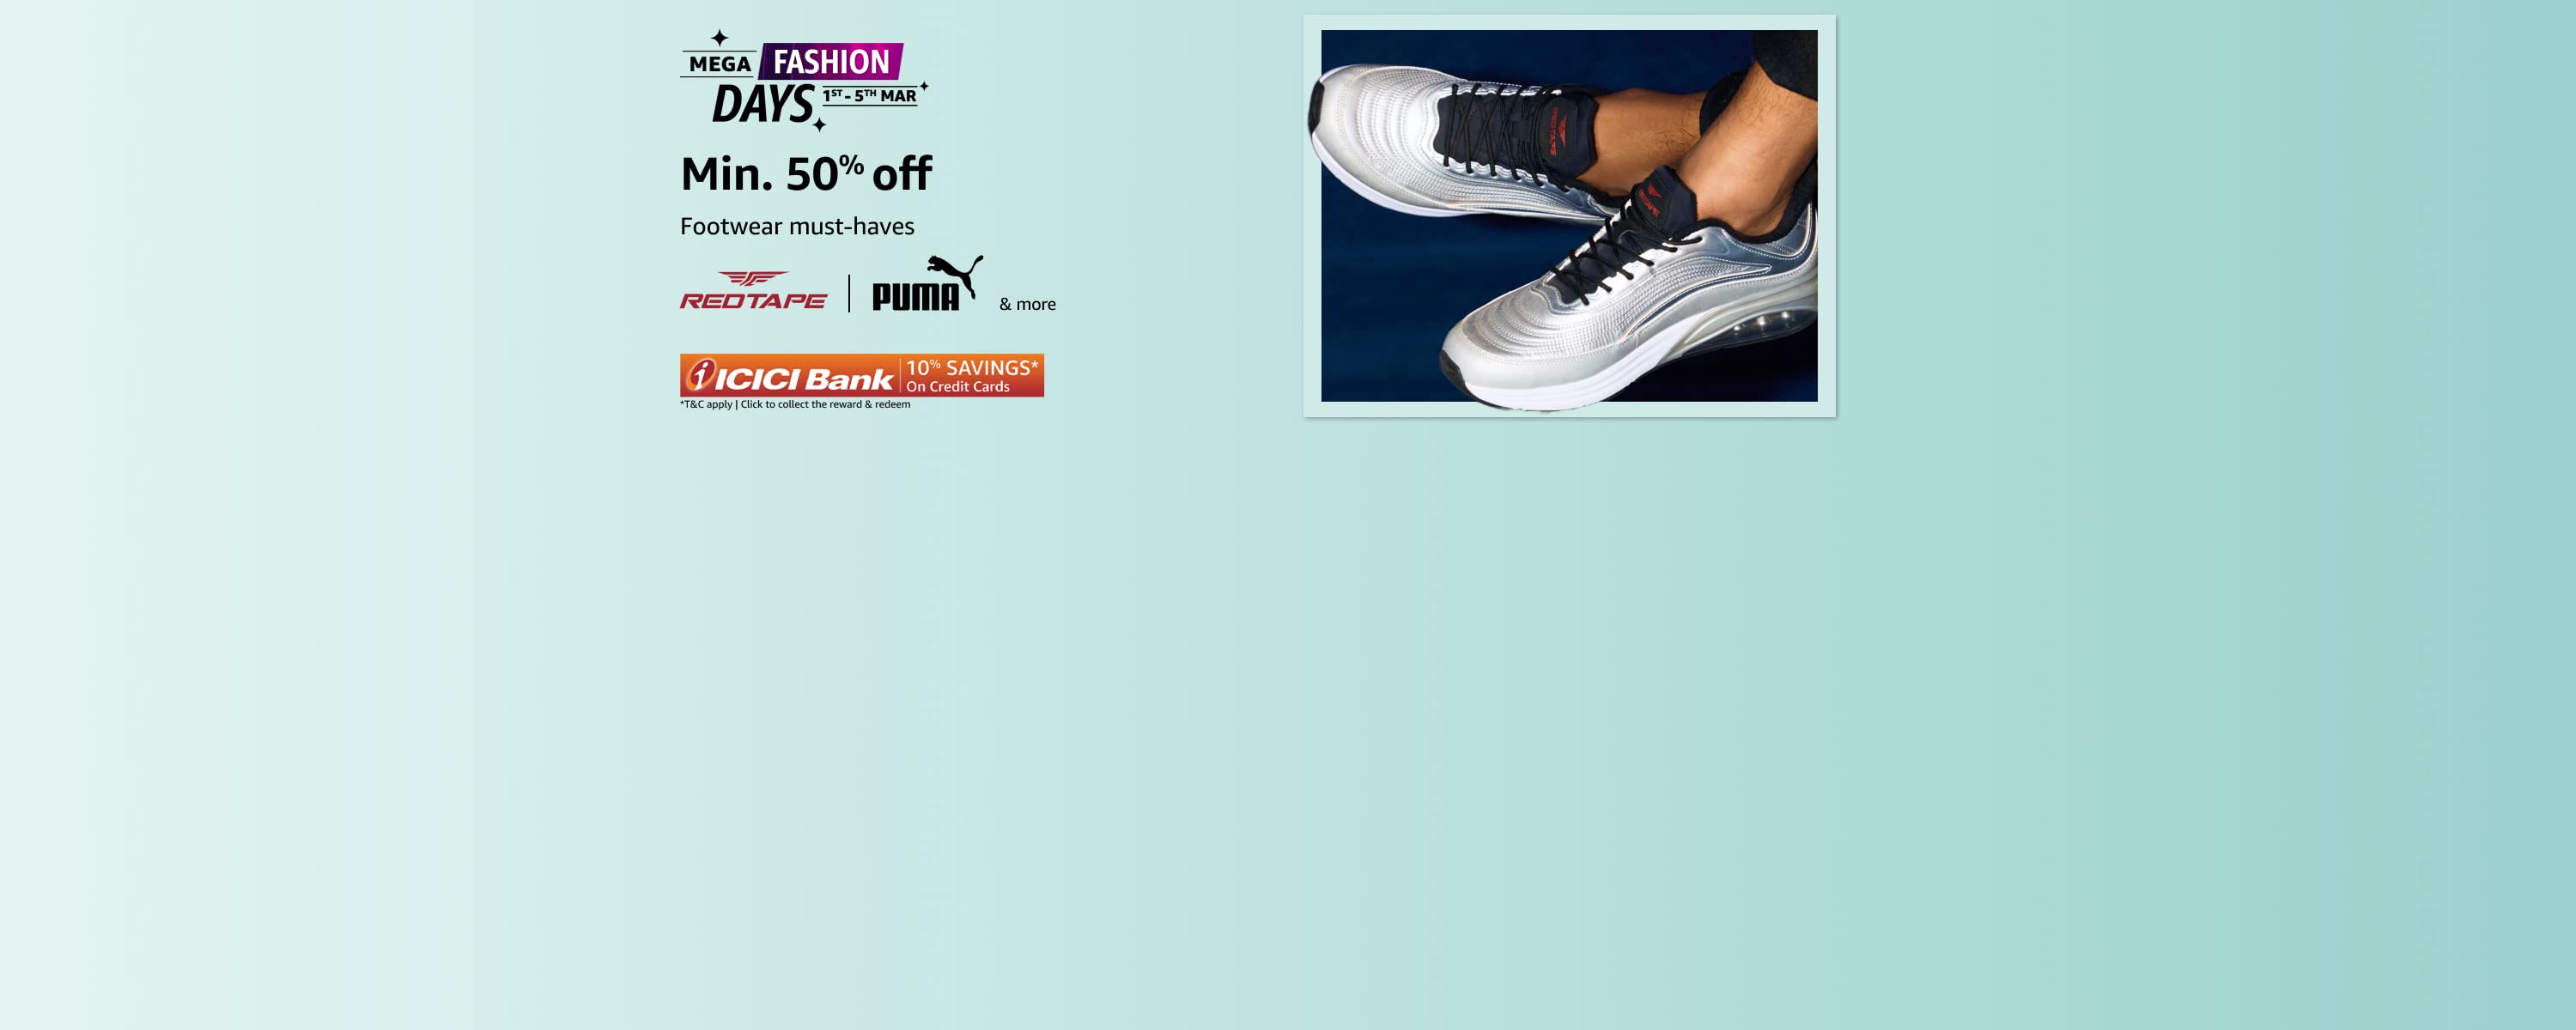 MEGA FASHION
DAYS 1ST - 5TH MAR
Min. 50% off
Footwear must-haves
REDTAPE | PUMA & more
ICICI Bank | 10% SAVINGS*
On Credit Cards
*T&C apply | Click to collect the reward & redeem
REDTAPE